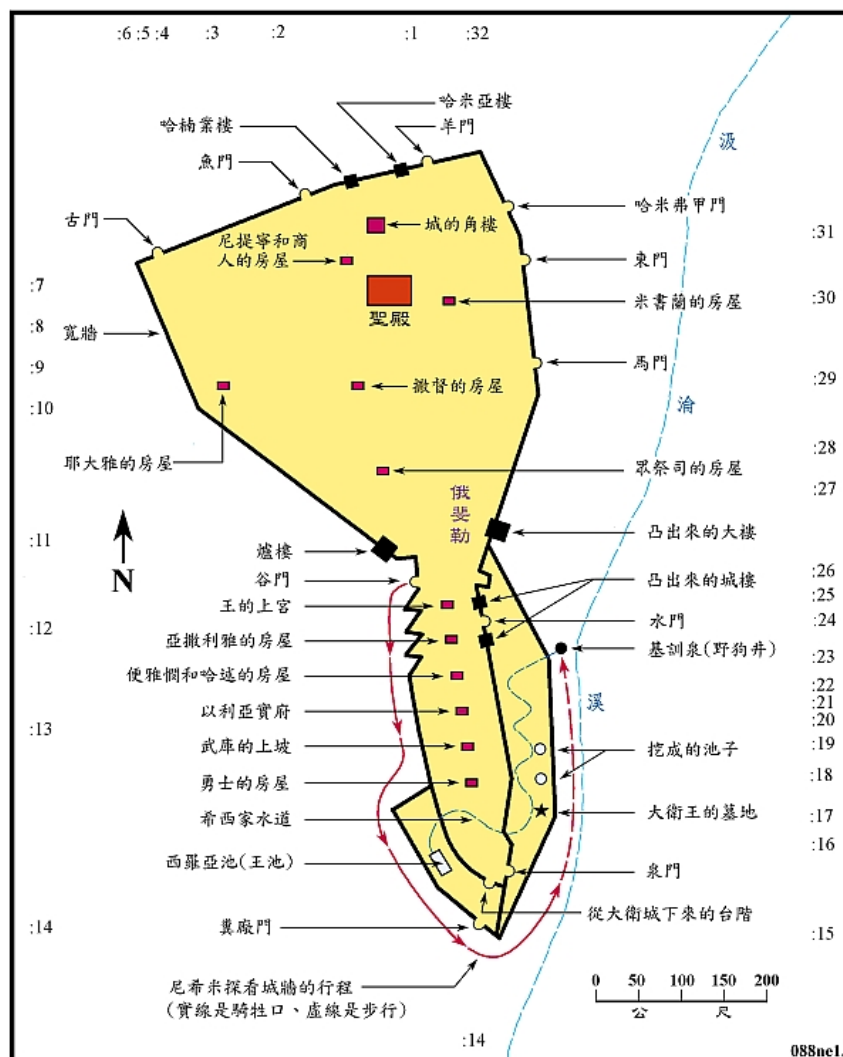 :6 :5 :4 :3 :2 :1 :32
哈米亞樓
哈楠業樓
羊門
魚門
古門
尼提寧和商
人的房屋
城的角樓
聖殿
哈米弗甲門
東門
米書蘭的房屋
馬門
汲
淪
溪
:31
:30
:29
:28
:27
:7
:8
:9
:10
寬牆
撒督的房屋
耶大雅的房屋
眾祭司的房屋
俄斐勒
凸出來的大樓
:11
N
爐樓
谷門
凸出來的城樓
:26
:25
:24
:23
:22
:21
:20
:19
:18
:17
:16
:15
王的上宮
水門
:12
亞撒利雅的房屋
基訓泉(野狗井)
便雅憫和哈述的房屋
以利亞實府
:13
武庫的上坡
挖成的池子
勇士的房屋
希西家水道
大衛王的墓地
西羅亞池(王池)
泉門
從大衛城下來的台階
:14
糞廠門
尼希米探看城牆的行程
(實線是騎牲口、虛線是步行)
0 50 100 150 200
公 尺
:14
088ne1.